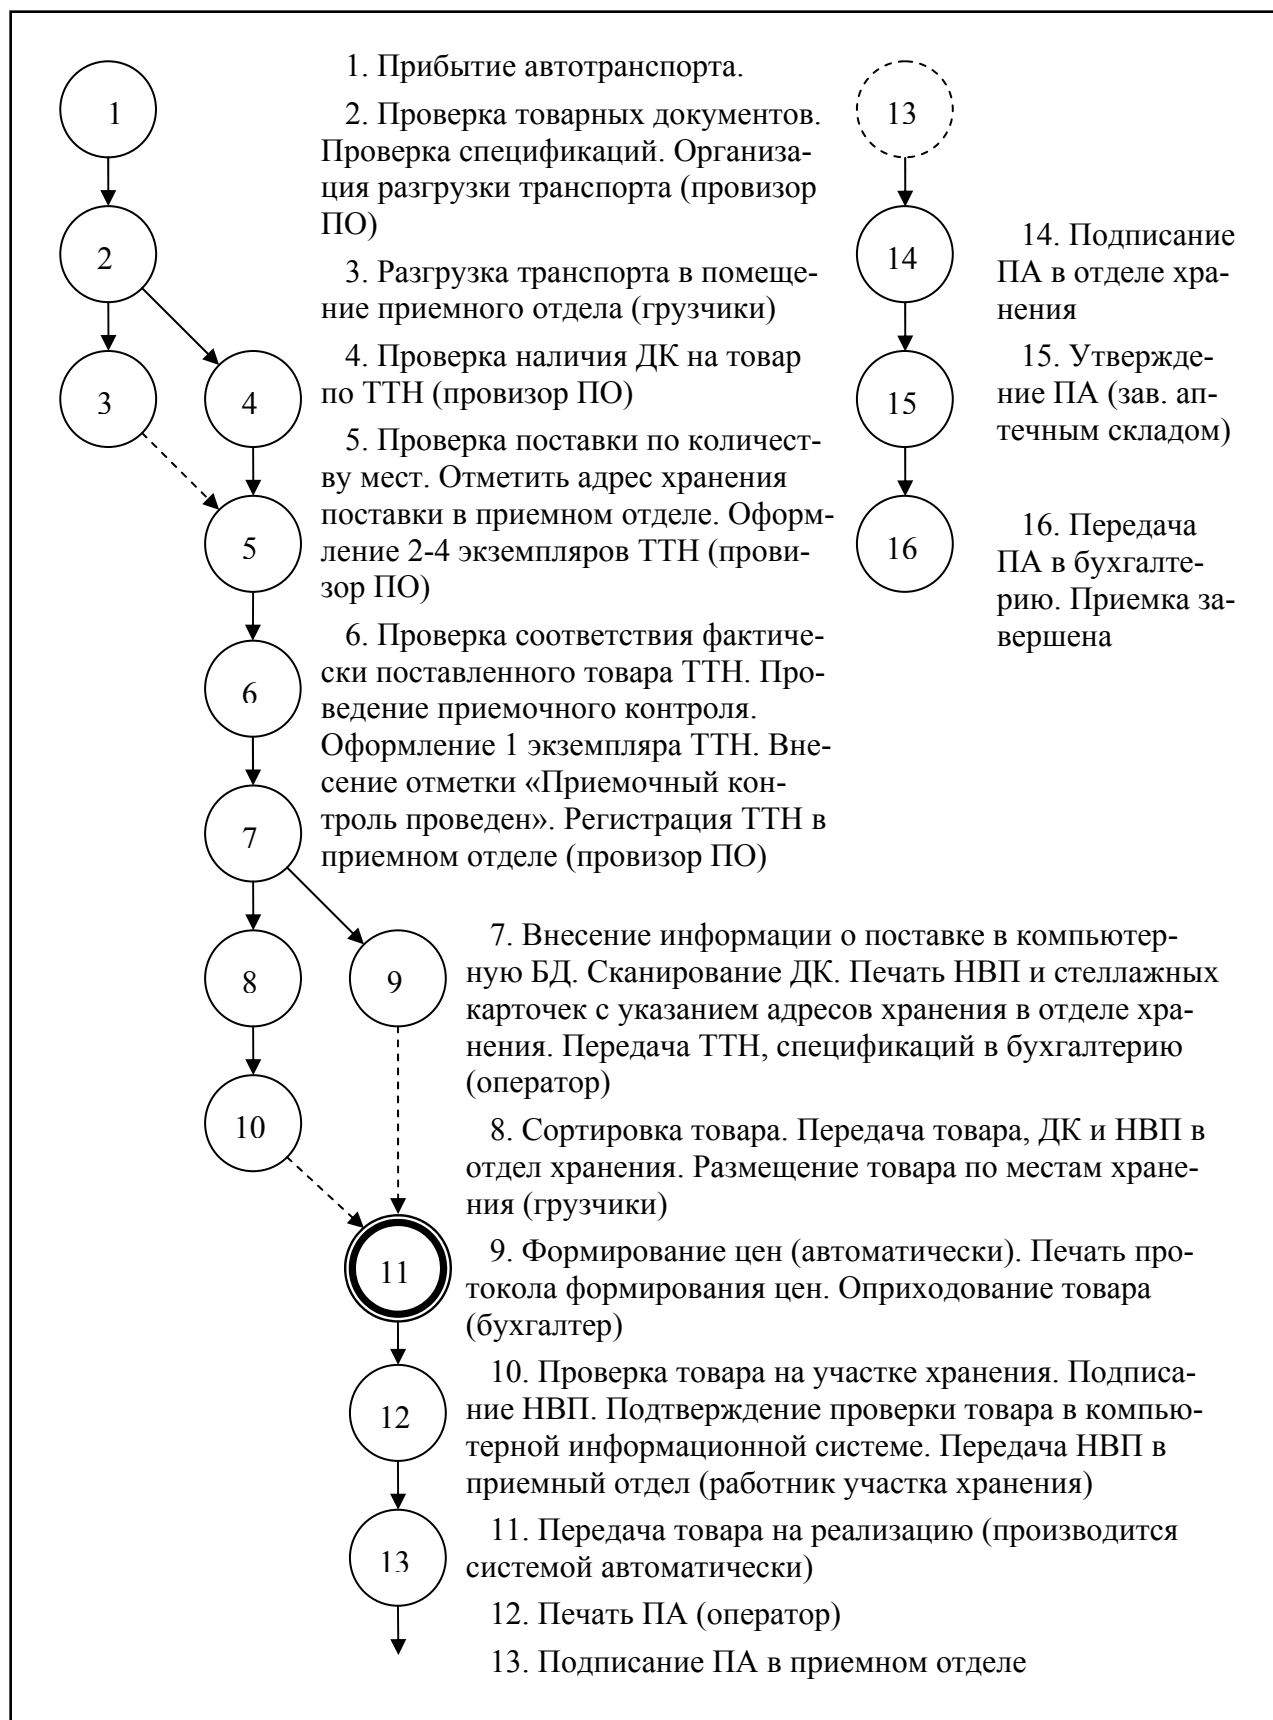 1
2
3
4
5
6
7
8
9
10
11
12
13
1. Прибытие автотранспорта.
2. Проверка товарных документов.
Проверка спецификаций. Организа-
ция разгрузки транспорта (провизор
ПО)
3. Разгрузка транспорта в помеще-
ние приемного отдела (грузчики)
4. Проверка наличия ДК на товар
по ТТН (провизор ПО)
5. Проверка поставки по количест-
ву мест. Отметить адрес хранения
поставки в приемном отделе. Оформ-
ление 2-4 экземпляров ТТН (прови-
зор ПО)
6. Проверка соответствия фактиче-
ски поставленного товара ТТН. Про-
ведение приемочного контроля.
Оформление 1 экземпляра ТТН. Вне-
сение отметки «Приемочный кон-
троль проведен». Регистрация ТТН в
приемном отделе (провизор ПО)
7. Внесение информации о поставке в компьютер-
ную БД. Сканирование ДК. Печать НВП и стеллажных
карточек с указанием адресов хранения в отделе хра-
нения. Передача ТТН, спецификаций в бухгалтерию
(оператор)
8. Сортировка товара. Передача товара, ДК и НВП в
отдел хранения. Размещение товара по местам хране-
ния (грузчики)
9. Формирование цен (автоматически). Печать про-
токола формирования цен. Оприходование товара
(бухгалтер)
10. Проверка товара на участке хранения. Подписа-
ние НВП. Подтверждение проверки товара в компью-
терной информационной системе. Передача НВП в
приемный отдел (работник участка хранения)
11. Передача товара на реализацию (производится
системой автоматически)
12. Печать ПА (оператор)
13. Подписание ПА в приемном отделе
13
14
15
16
14. Подписание
ПА в отделе хра-
нения
15. Утвержде-
ние ПА (зав. ап-
течным складом)
16. Передача
ПА в бухгалте-
рию. Приемка за-
вершена